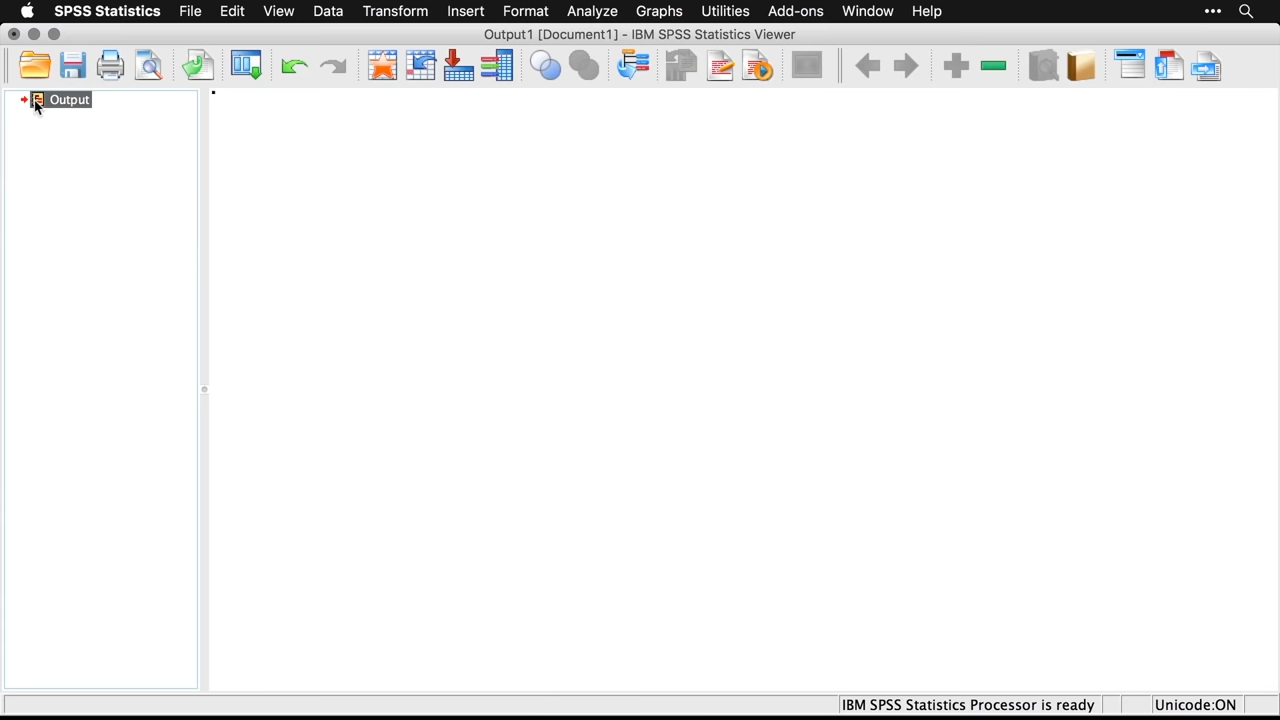 SPSS Statistics File Edit View Data Transform Insert Format Analyze Graphs Utilities Add-ons Window Help
Output1 [Document1] - IBM SPSS Statistics Viewer
Output
IBM SPSS Statistics Processor is ready Unicode:ON